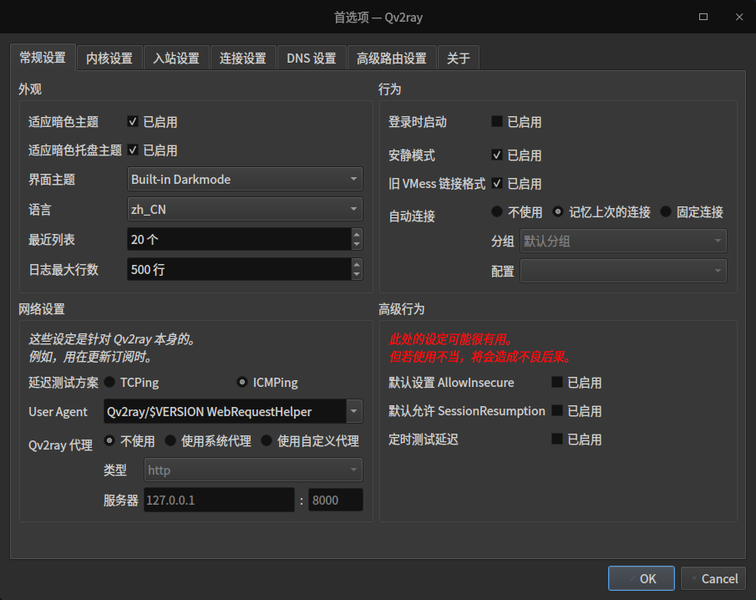 首选项 — Qv2ray
常规设置 内核设置 入站设置 连接设置 DNS 设置 高级路由设置 关于
外观
适应暗色主题 已启用
适应暗色托盘主题 已启用
界面主题 Built-in Darkmode
语言 zh_CN
最近列表 20 个
日志最大行数 500 行
行为
登录时启动 已启用
安静模式 已启用
旧 VMess 链接格式 已启用
自动连接 不使用 记忆上次的连接 固定连接
分组 默认分组
配置
网络设置
这些设定是针对 Qv2ray 本身的。
例如，用在更新订阅时。
延迟测试方案 TCPing ICMPing
User Agent Qv2ray/$VERSION WebRequestHelper
Qv2ray 代理 不使用 使用系统代理 使用自定义代理
类型 http
服务器 127.0.0.1 : 8000
高级行为
此处的设定可能很有用。
但若使用不当，将会造成不良后果。
默认设置 AllowInsecure 已启用
默认允许 SessionResumption 已启用
定时测试延迟 已启用
OK Cancel